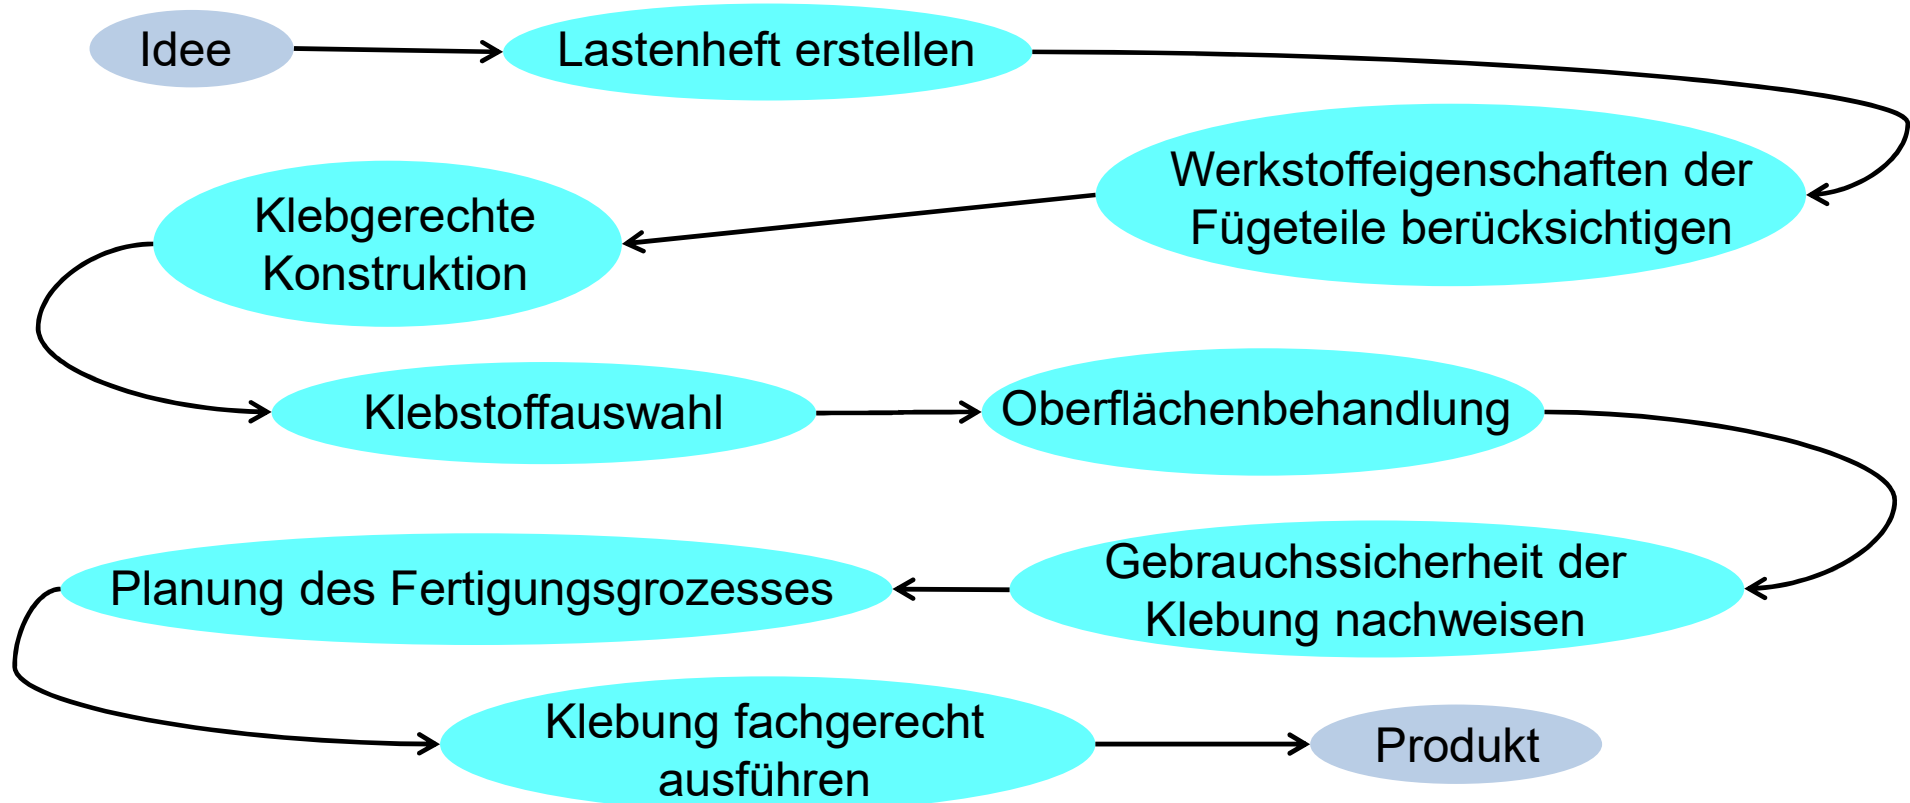 Idee
Lastenheft erstellen
Werkstoffeigenschaften der
Fügeteile berücksichtigen
Klebgerechte
Konstruktion
Klebstoffauswahl
Oberflächenbehandlung
Gebrauchssicherheit der
Klebung nachweisen
Planung des Fertigungsgrozesses
Klebung fachgerecht
ausführen
Produkt